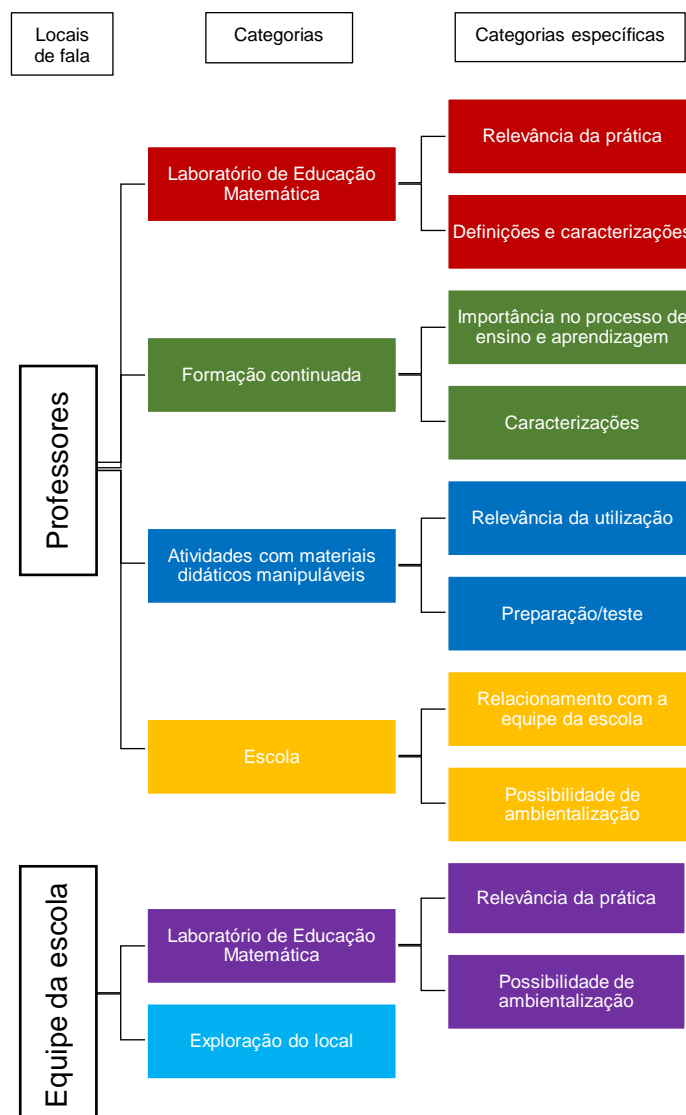 Locais
de fala
Categorias
Categorias específicas
Professores
Laboratório de Educação
Matemática
Relevância da prática
Definições e caracterizações
Formação continuada
Importância no processo de
ensino e aprendizagem
Caracterizações
Atividades com materiais
didáticos manipuláveis
Relevância da utilização
Preparação/teste
Escola
Relacionamento com a
equipe da escola
Possibilidade de
ambientalização
Equipe da escola
Laboratório de Educação
Matemática
Relevância da prática
Possibilidade de
ambientalização
Exploração do local